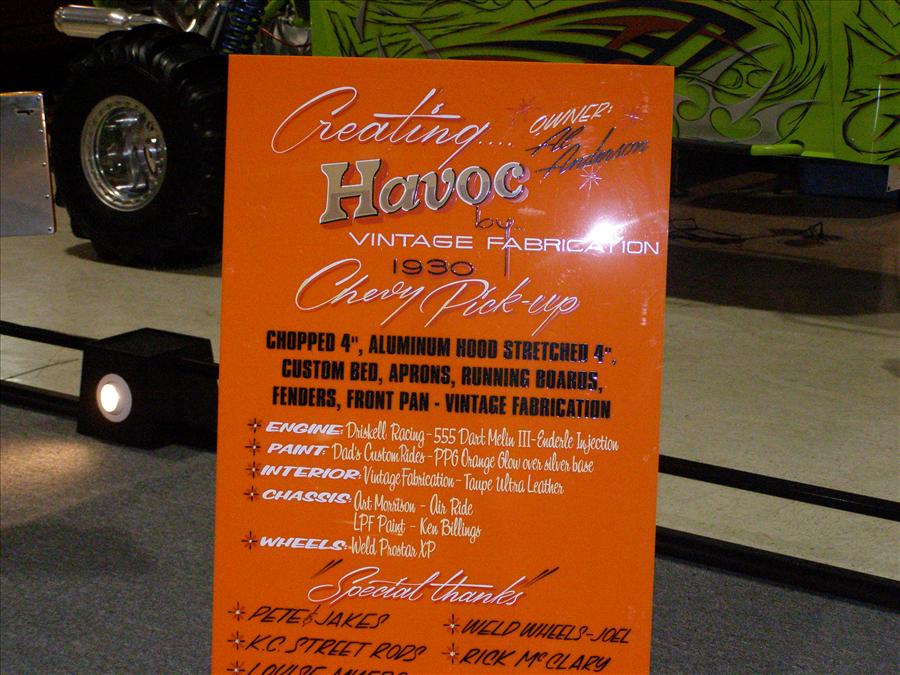 Creating....
OWNER:
Al
Anderson
Havoc
by...
VINTAGE FABRICATION
1930
Chevy Pick-up
CHOPPED 4", ALUMINUM HOOD STRETCHED 4",
CUSTOM BED, APRONS, RUNNING BOARDS,
FENDERS, FRONT PAN - VINTAGE FABRICATION
ENGINE: Driskell Racing - 555 Dart Melin III - Enderle Injection
PAINT: Dad's Custom Rides - PPG Orange Glow over silver base
INTERIOR: Vintage Fabrication - Taupe Ultra Leather
CHASSIS: Art Morrison - Air Ride
LPF Paint - Ken Billings
WHEELS: Weld Prostar XP
"Special thanks"
PETE & JAKES
WELD WHEELS - JOEL
K.C. STREET RODS
RICK McCLARY
LOUISE MYERS